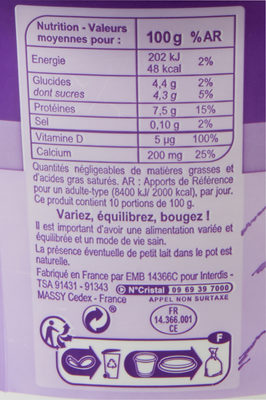 Nutrition - Valeurs
moyennes pour : 100 g %AR
Energie 202 kJ 2%
48 kcal
Glucides 4,4 g 2%
dont sucres 4,3 g 5%
Protéines 7,5 g 15%
Sel 0,10 g 2%
Vitamine D 5 µg 100%
Calcium 200 mg 25%
Quantités négligeables de matières grasses et
d'acides gras saturés. AR : Apports de Référence
pour un adulte-type (8400 kJ/ 2000 kcal), par jour.
Ce produit contient 10 portions de 100 g.
Variez, équilibrez, bougez !
Il est important d'avoir une alimentation variée et
équilibrée et un mode de vie sain.
La présence éventuelle de petit lait dans le pot est
naturelle.
Fabriqué en France par EMB 14366C pour Interdis -
TSA 91431 - 91343
MASSY Cedex - France
N°Cristal 09 69 39 7000
APPEL NON SURTAXÉ
FR
14.366.001
CE
F